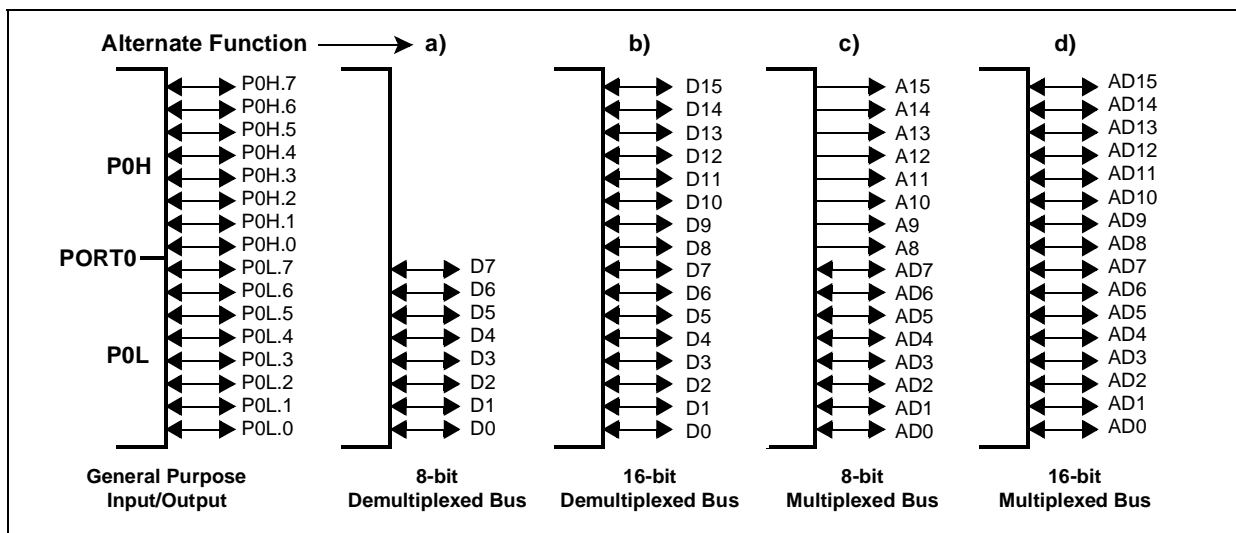 Alternate Function a) b) c) d)
P0H.7 D15 A15 AD15
P0H.6 D14 A14 AD14
P0H.5 D13 A13 AD13
P0H.4 D12 A12 AD12
P0H
P0H.3 D11 A11 AD11
P0H.2 D10 A10 AD10
P0H.1 D9 A9 AD9
P0H.0 D8 A8 AD8
PORT0
P0L.7 D7 D7 AD7 AD7
P0L.6 D6 D6 AD6 AD6
P0L.5 D5 D5 AD5 AD5
P0L.4 D4 D4 AD4 AD4
P0L
P0L.3 D3 D3 AD3 AD3
P0L.2 D2 D2 AD2 AD2
P0L.1 D1 D1 AD1 AD1
P0L.0 D0 D0 AD0 AD0
General Purpose 8-bit 16-bit 8-bit 16-bit
Input/Output Demultiplexed Bus Demultiplexed Bus Multiplexed Bus Multiplexed Bus